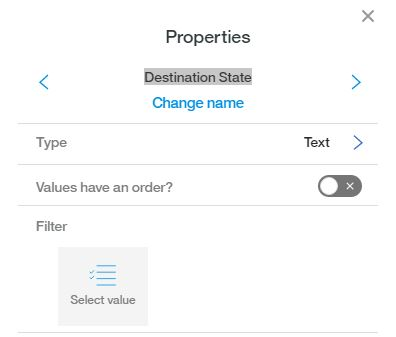 Properties
Destination State
Change name
Type Text
Values have an order?
Filter
Select value